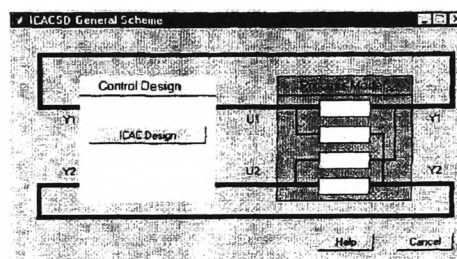 ICACSD General Scheme
Control Design
ICAC Design
Y1
U1
Y1
Y2
U2
Y2
Help
Cancel